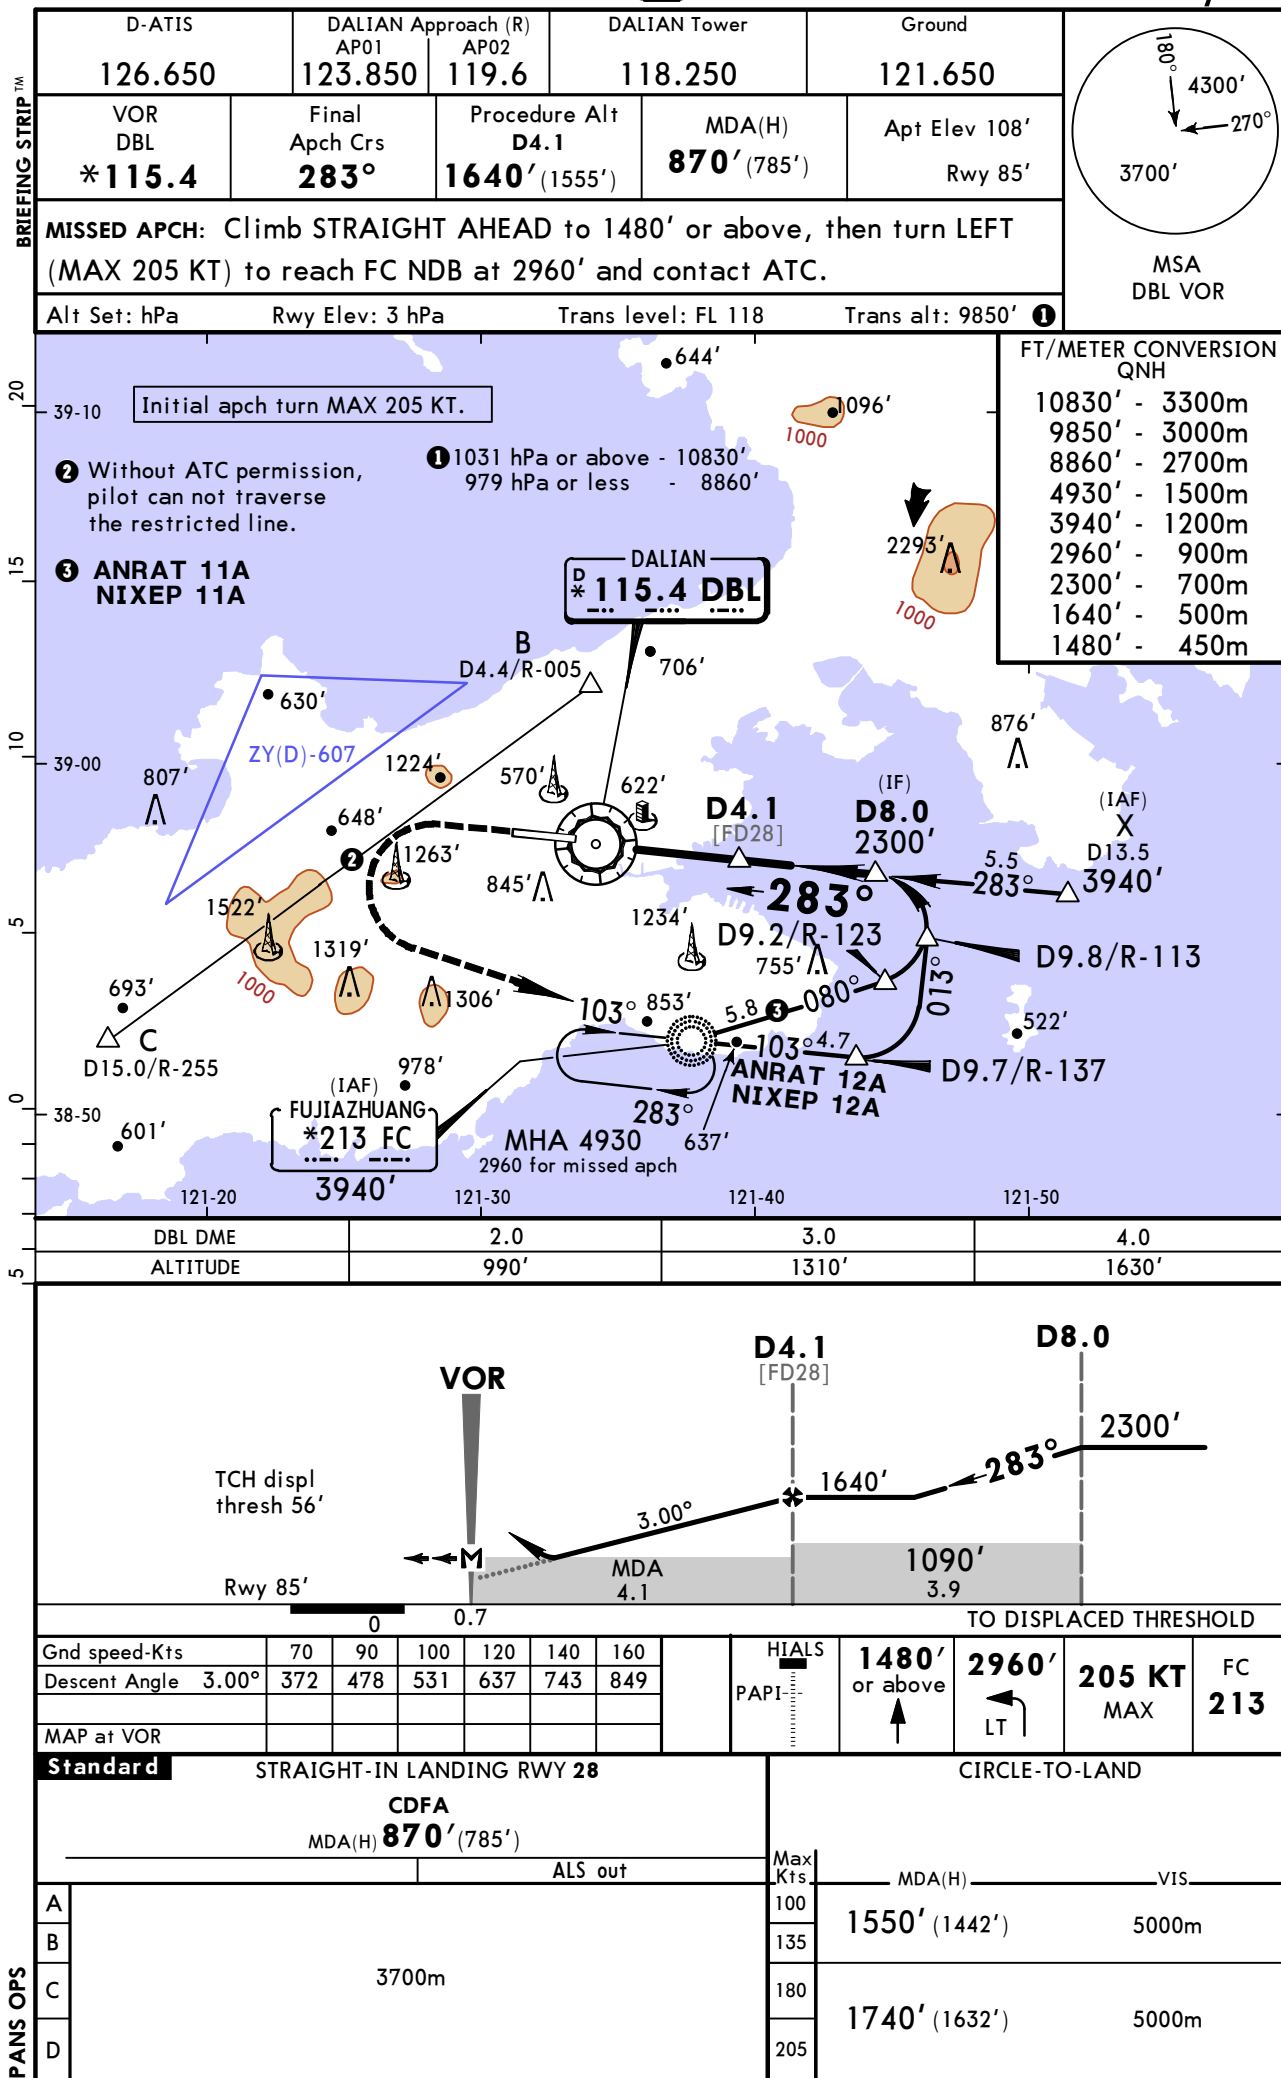 D-ATIS
126.650
DALIAN Approach (R)
AP01 AP02
123.850 119.6
DALIAN Tower
118.250
Ground
121.650
BRIEFING STRIP TM
VOR
DBL
*115.4
Final
Apch Crs
283°
Procedure Alt
D4.1
1640' (1555')
MDA(H)
870' (785')
Apt Elev 108'
Rwy 85'
180°
4300'
270°
3700'
MSA
DBL VOR
MISSED APCH: Climb STRAIGHT AHEAD to 1480' or above, then turn LEFT
(MAX 205 KT) to reach FC NDB at 2960' and contact ATC.
Alt Set: hPa Rwy Elev: 3 hPa Trans level: FL 118 Trans alt: 9850' 1
FT/METER CONVERSION
QNH
10830' - 3300m
9850' - 3000m
8860' - 2700m
4930' - 1500m
3940' - 1200m
2960' - 900m
2300' - 700m
1640' - 500m
1480' - 450m
20
15
10
5
0
5
39-10
39-00
38-50
Initial apch turn MAX 205 KT.
2 Without ATC permission,
pilot can not traverse
the restricted line.
1 1031 hPa or above - 10830'
979 hPa or less - 8860'
3 ANRAT 11A
NIXEP 11A
644'
1096'
1000
2293'
1000
DALIAN
D
* 115.4 DBL
B
D4.4/R-005
706'
630'
ZY(D)-607
807'
1224'
570'
622'
648'
2
1263'
845'
D4.1
[FD28]
(IF)
D8.0
2300'
876'
(IAF)
X
D13.5
3940'
5.5
283°
283°
1522'
1000
1319'
1306'
1234'
D9.2/R-123
755'
D9.8/R-113
013°
693'
C
D15.0/R-255
103°
853'
5.8
3
080°
522'
103°
4.7
ANRAT 12A
NIXEP 12A
D9.7/R-137
978'
(IAF)
FUJIAZHUANG
*213 FC
3940'
283°
MHA 4930
2960 for missed apch
637'
601'
121-20 121-30 121-40 121-50
DBL DME 2.0 3.0 4.0
ALTITUDE 990' 1310' 1630'
VOR
D4.1
[FD28]
D8.0
2300'
283°
1640'
3.00°
TCH displ
thresh 56'
M
MDA
4.1
1090'
3.9
Rwy 85'
0
0.7
TO DISPLACED THRESHOLD
Gnd speed-Kts 70 90 100 120 140 160
Descent Angle 3.00° 372 478 531 637 743 849
MAP at VOR
HIALS
PAPI
1480'
or above
2960'
LT
205 KT
MAX
FC
213
Standard
STRAIGHT-IN LANDING RWY 28
CDFA
MDA(H) 870' (785')
ALS out
A
B
C
D
3700m
CIRCLE-TO-LAND
Max
Kts
MDA(H) VIS
100
135
1550' (1442') 5000m
180
205
1740' (1632') 5000m
PANS OPS